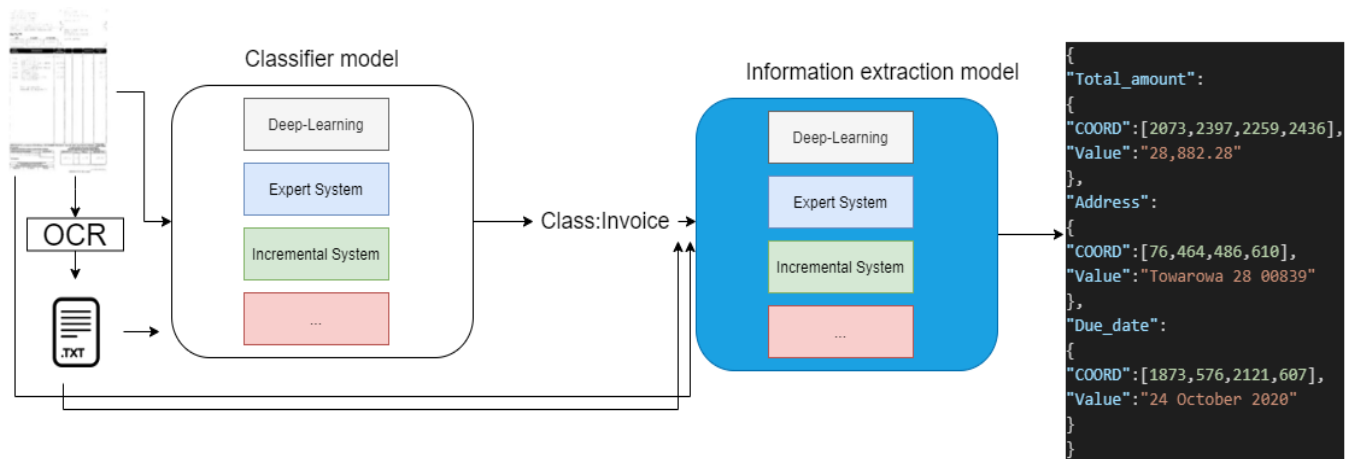 Classifier model
Deep-Learning
Expert System
Incremental System
...
OCR
.TXT
Class:Invoice
Information extraction model
Deep-Learning
Expert System
Incremental System
...
{
"Total_amount":
{
"COORD":[2073,2397,2259,2436],
"Value":"28,882.28"
},
"Address":
{
"COORD":[76,464,486,610],
"Value":"Towarowa 28 00839"
},
"Due_date":
{
"COORD":[1873,576,2121,607],
"Value":"24 October 2020"
}
}